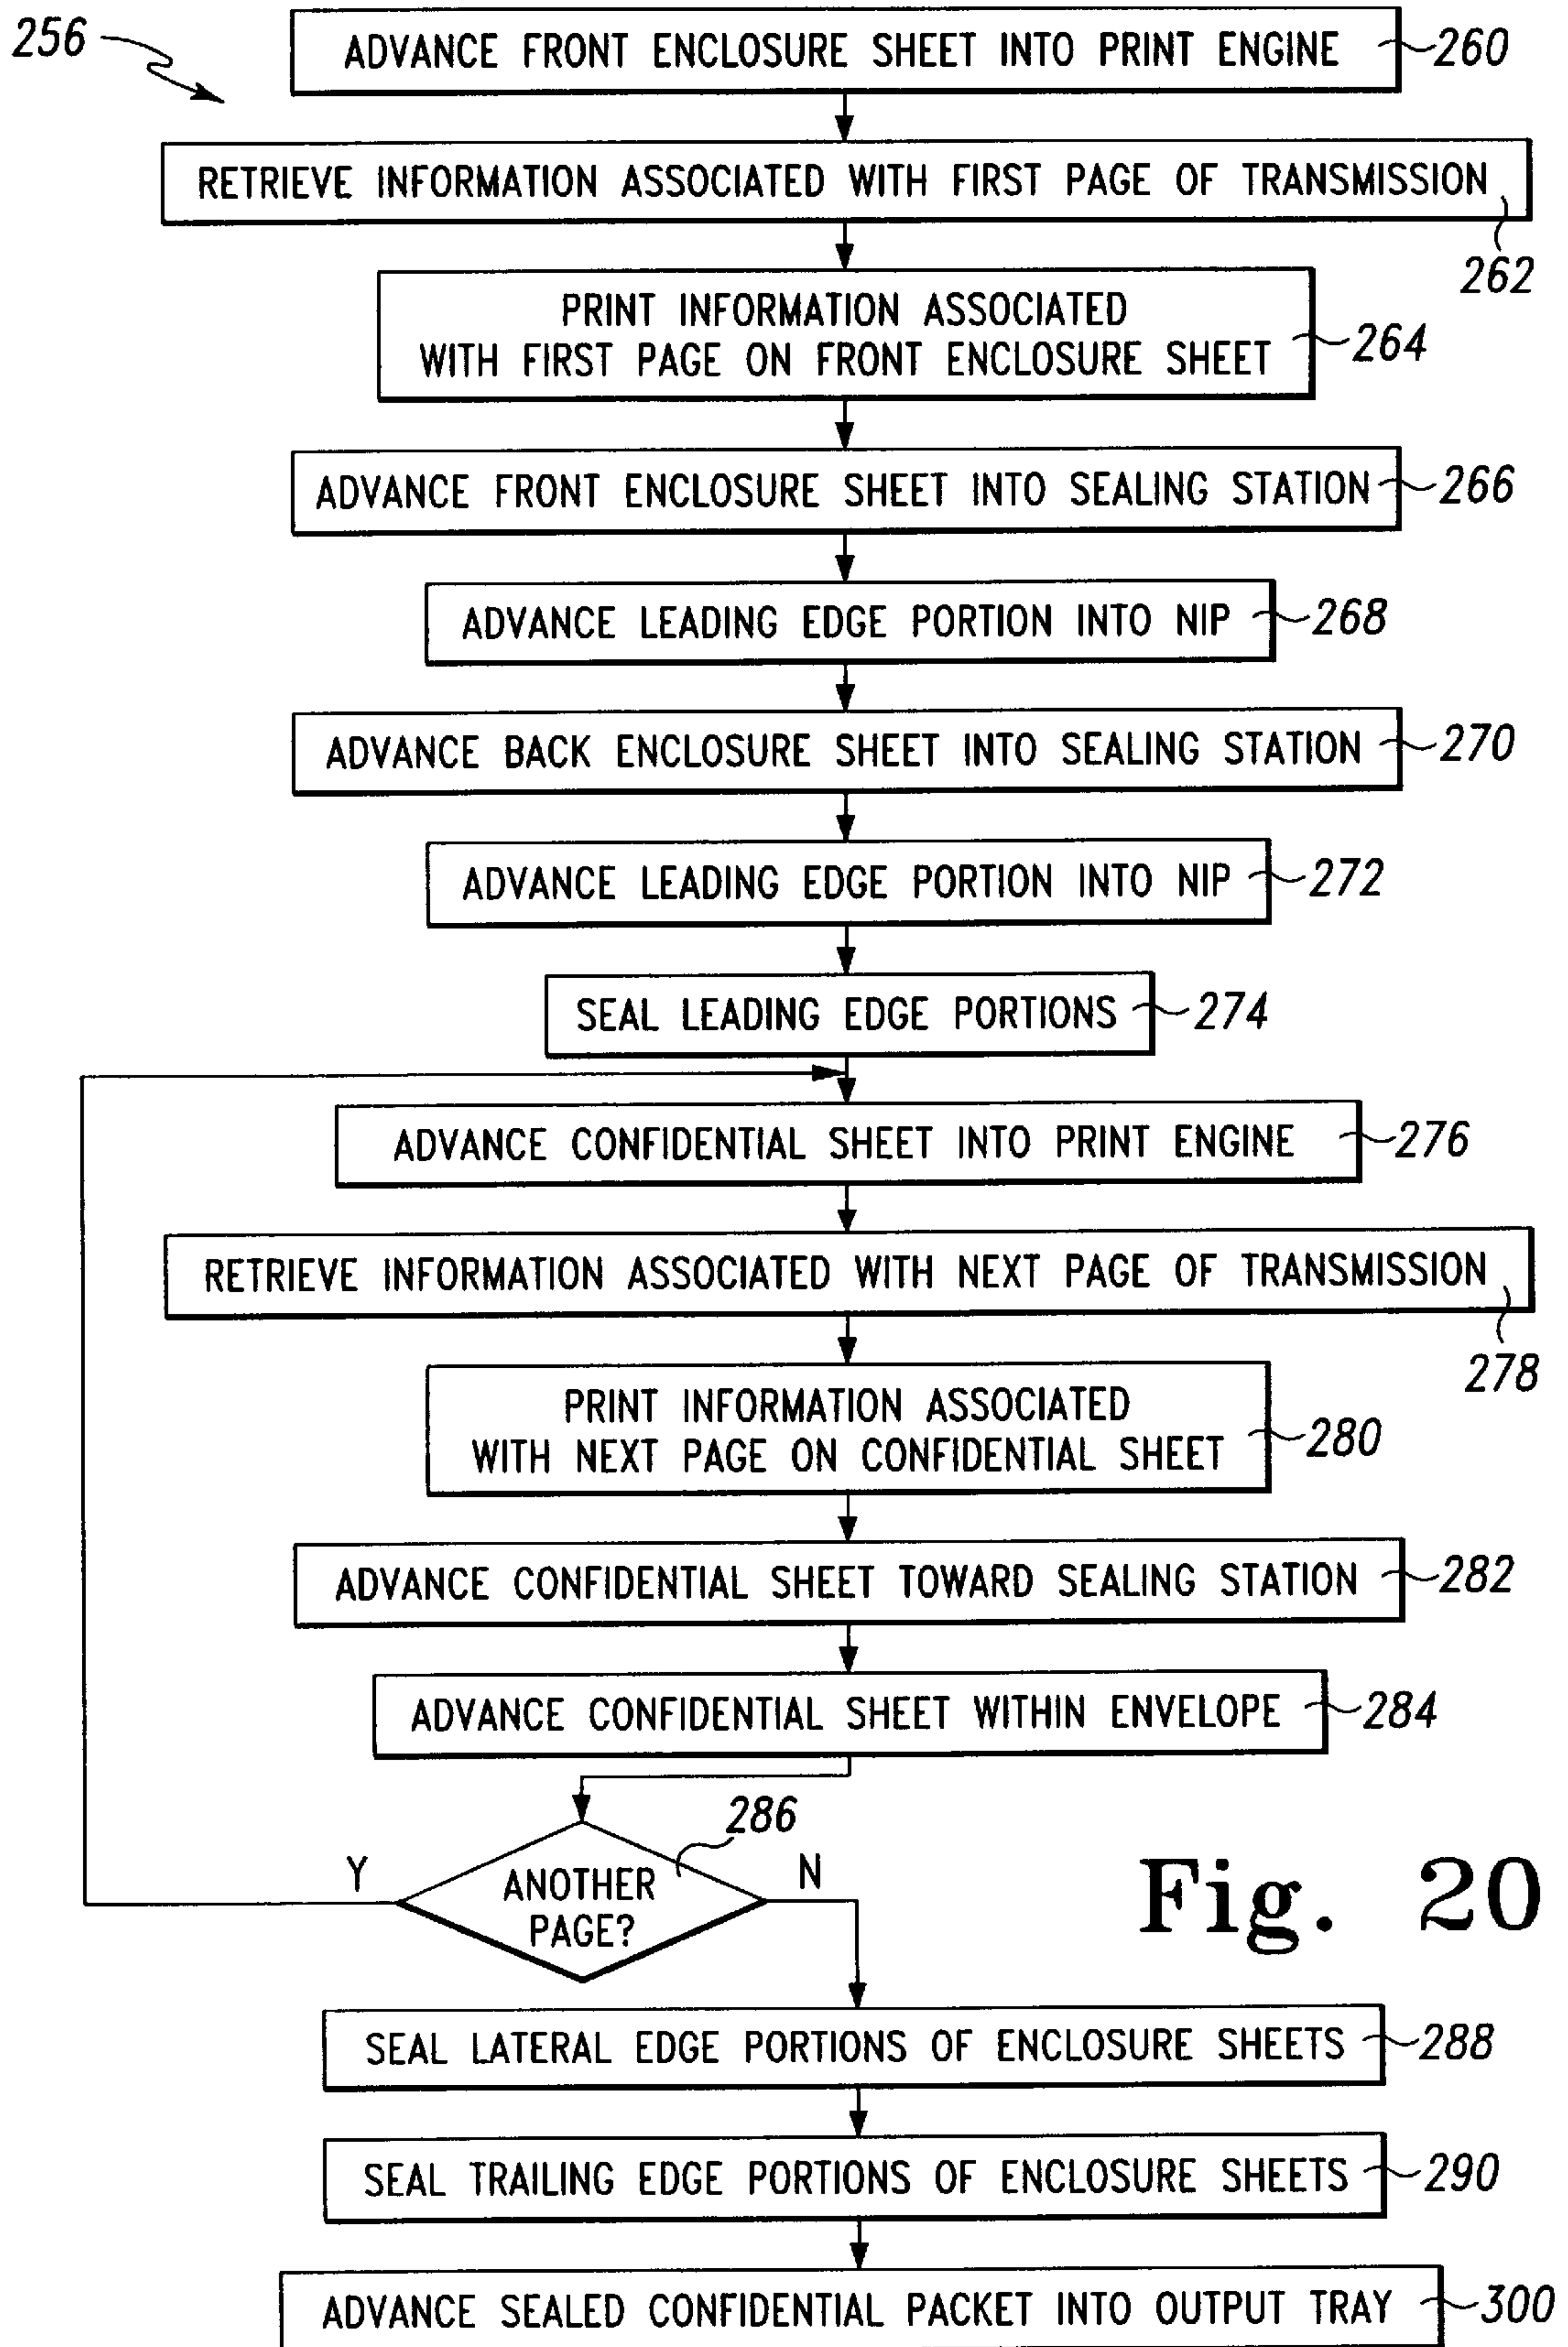 256
ADVANCE FRONT ENCLOSURE SHEET INTO PRINT ENGINE 260
RETRIEVE INFORMATION ASSOCIATED WITH FIRST PAGE OF TRANSMISSION
262
PRINT INFORMATION ASSOCIATED
WITH FIRST PAGE ON FRONT ENCLOSURE SHEET 264
ADVANCE FRONT ENCLOSURE SHEET INTO SEALING STATION 266
ADVANCE LEADING EDGE PORTION INTO NIP 268
ADVANCE BACK ENCLOSURE SHEET INTO SEALING STATION 270
ADVANCE LEADING EDGE PORTION INTO NIP 272
SEAL LEADING EDGE PORTIONS 274
ADVANCE CONFIDENTIAL SHEET INTO PRINT ENGINE 276
RETRIEVE INFORMATION ASSOCIATED WITH NEXT PAGE OF TRANSMISSION
278
PRINT INFORMATION ASSOCIATED
WITH NEXT PAGE ON CONFIDENTIAL SHEET 280
ADVANCE CONFIDENTIAL SHEET TOWARD SEALING STATION 282
ADVANCE CONFIDENTIAL SHEET WITHIN ENVELOPE 284
286
Y ANOTHER N
PAGE?
Fig. 20
SEAL LATERAL EDGE PORTIONS OF ENCLOSURE SHEETS 288
SEAL TRAILING EDGE PORTIONS OF ENCLOSURE SHEETS 290
ADVANCE SEALED CONFIDENTIAL PACKET INTO OUTPUT TRAY 300